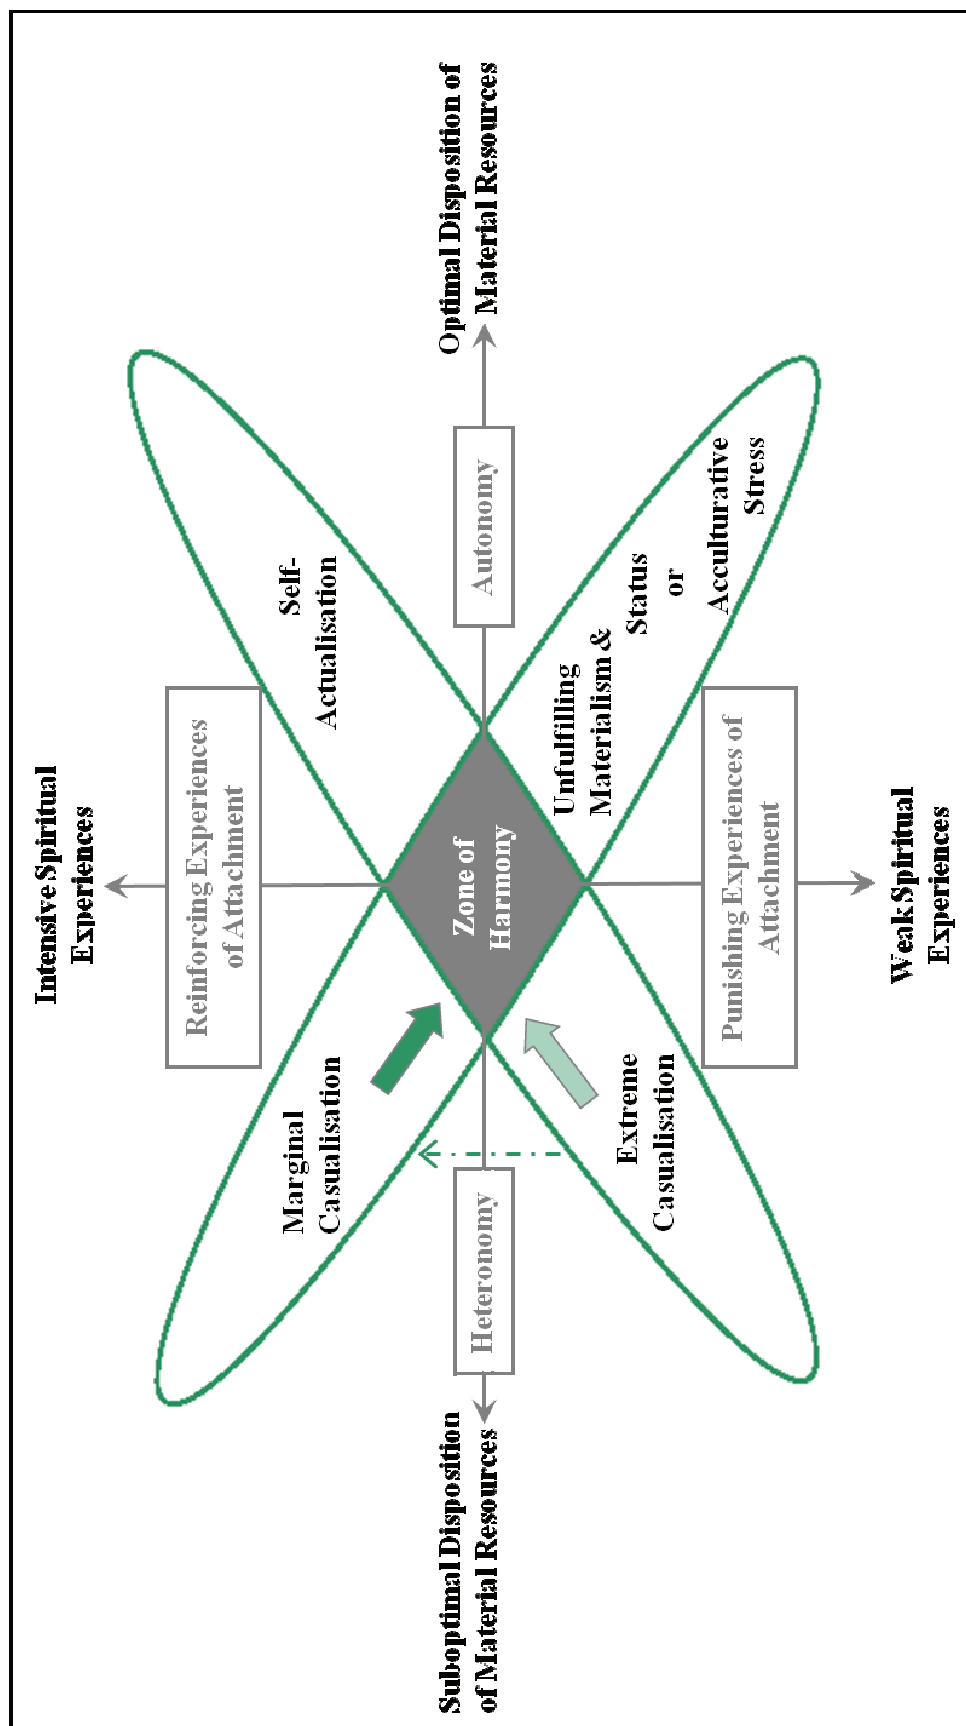 Intensive Spiritual
Experiences
Reinforcing Experiences
of Attachment
Marginal
Casualisation
Self-
Actualisation
Suboptimal Disposition
of Material Resources
Heteronomy
Zone of
Harmony
Autonomy
Optimal Disposition of
Material Resources
Extreme
Casualisation
Unfulfilling
Materialism &
Status
or
Acculturative
Stress
Punishing Experiences of
Attachment
Weak Spiritual
Experiences